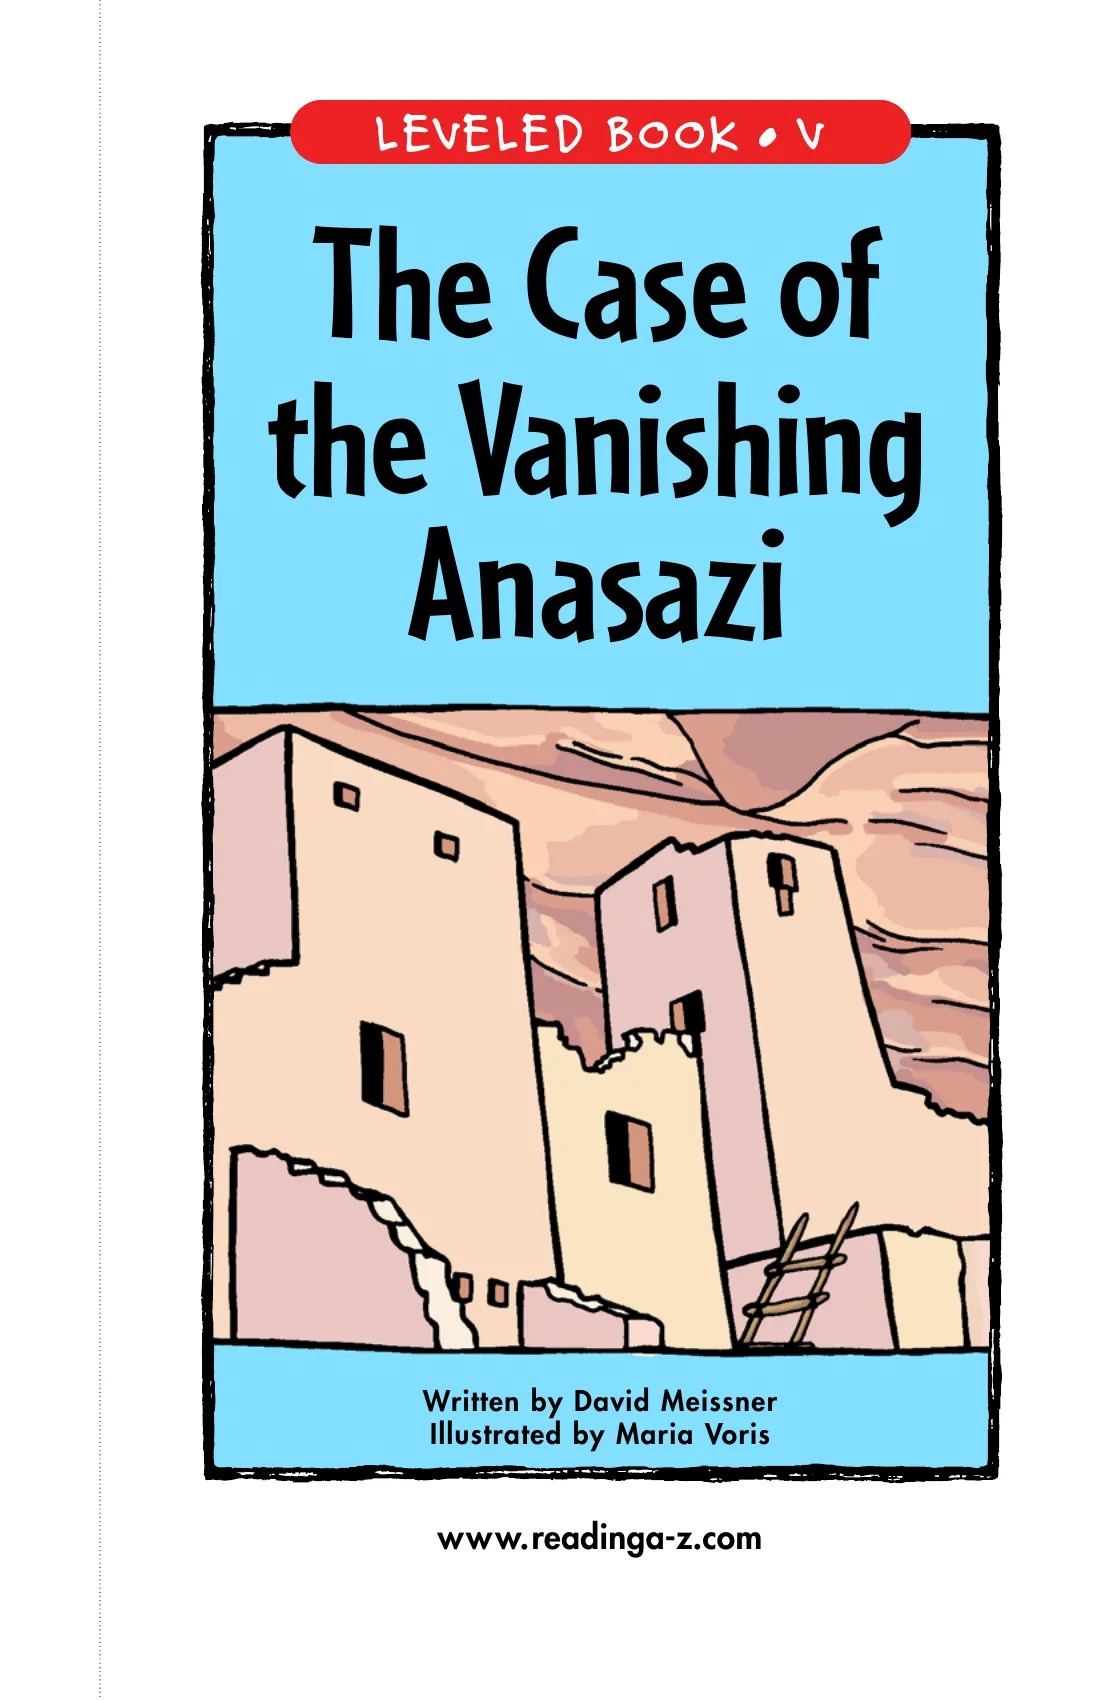 LEVELED BOOK • V
The Case of
the Vanishing
Anasazi
Written by David Meissner
Illustrated by Maria Voris
www.readinga-z.com